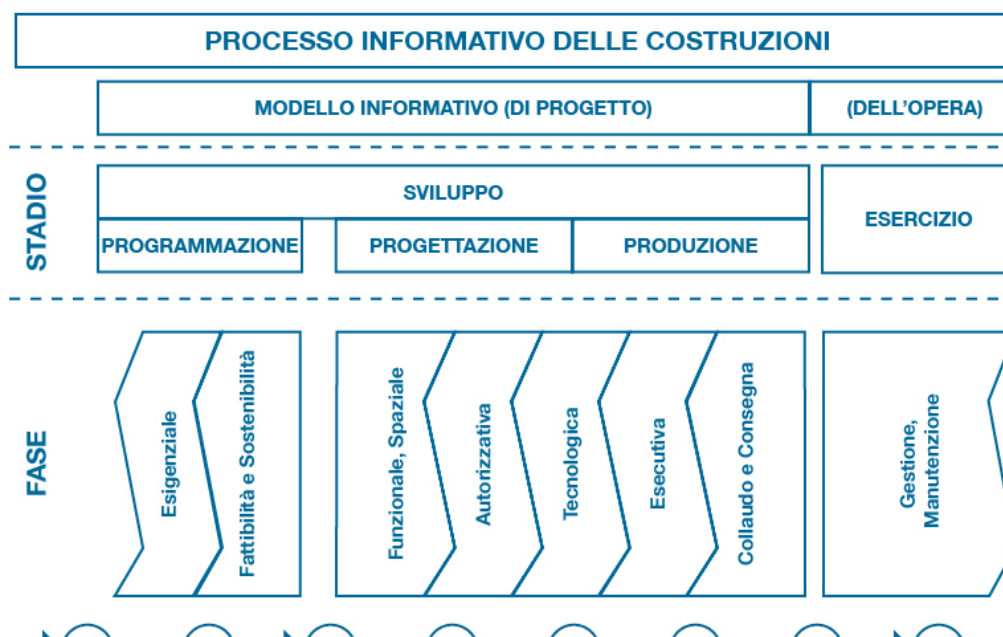 PROCESSO INFORMATIVO DELLE COSTRUZIONI
MODELLO INFORMATIVO (DI PROGETTO)
(DELL'OPERA)
STADIO
SVILUPPO
ESERCIZIO
PROGRAMMAZIONE
PROGETTAZIONE
PRODUZIONE
FASE
Esigenziale
Fattibilità e Sostenibilità
Funzionale, Spaziale
Autorizzativa
Tecnologica
Esecutiva
Collaudo e Consegna
Gestione,
Manutenzione